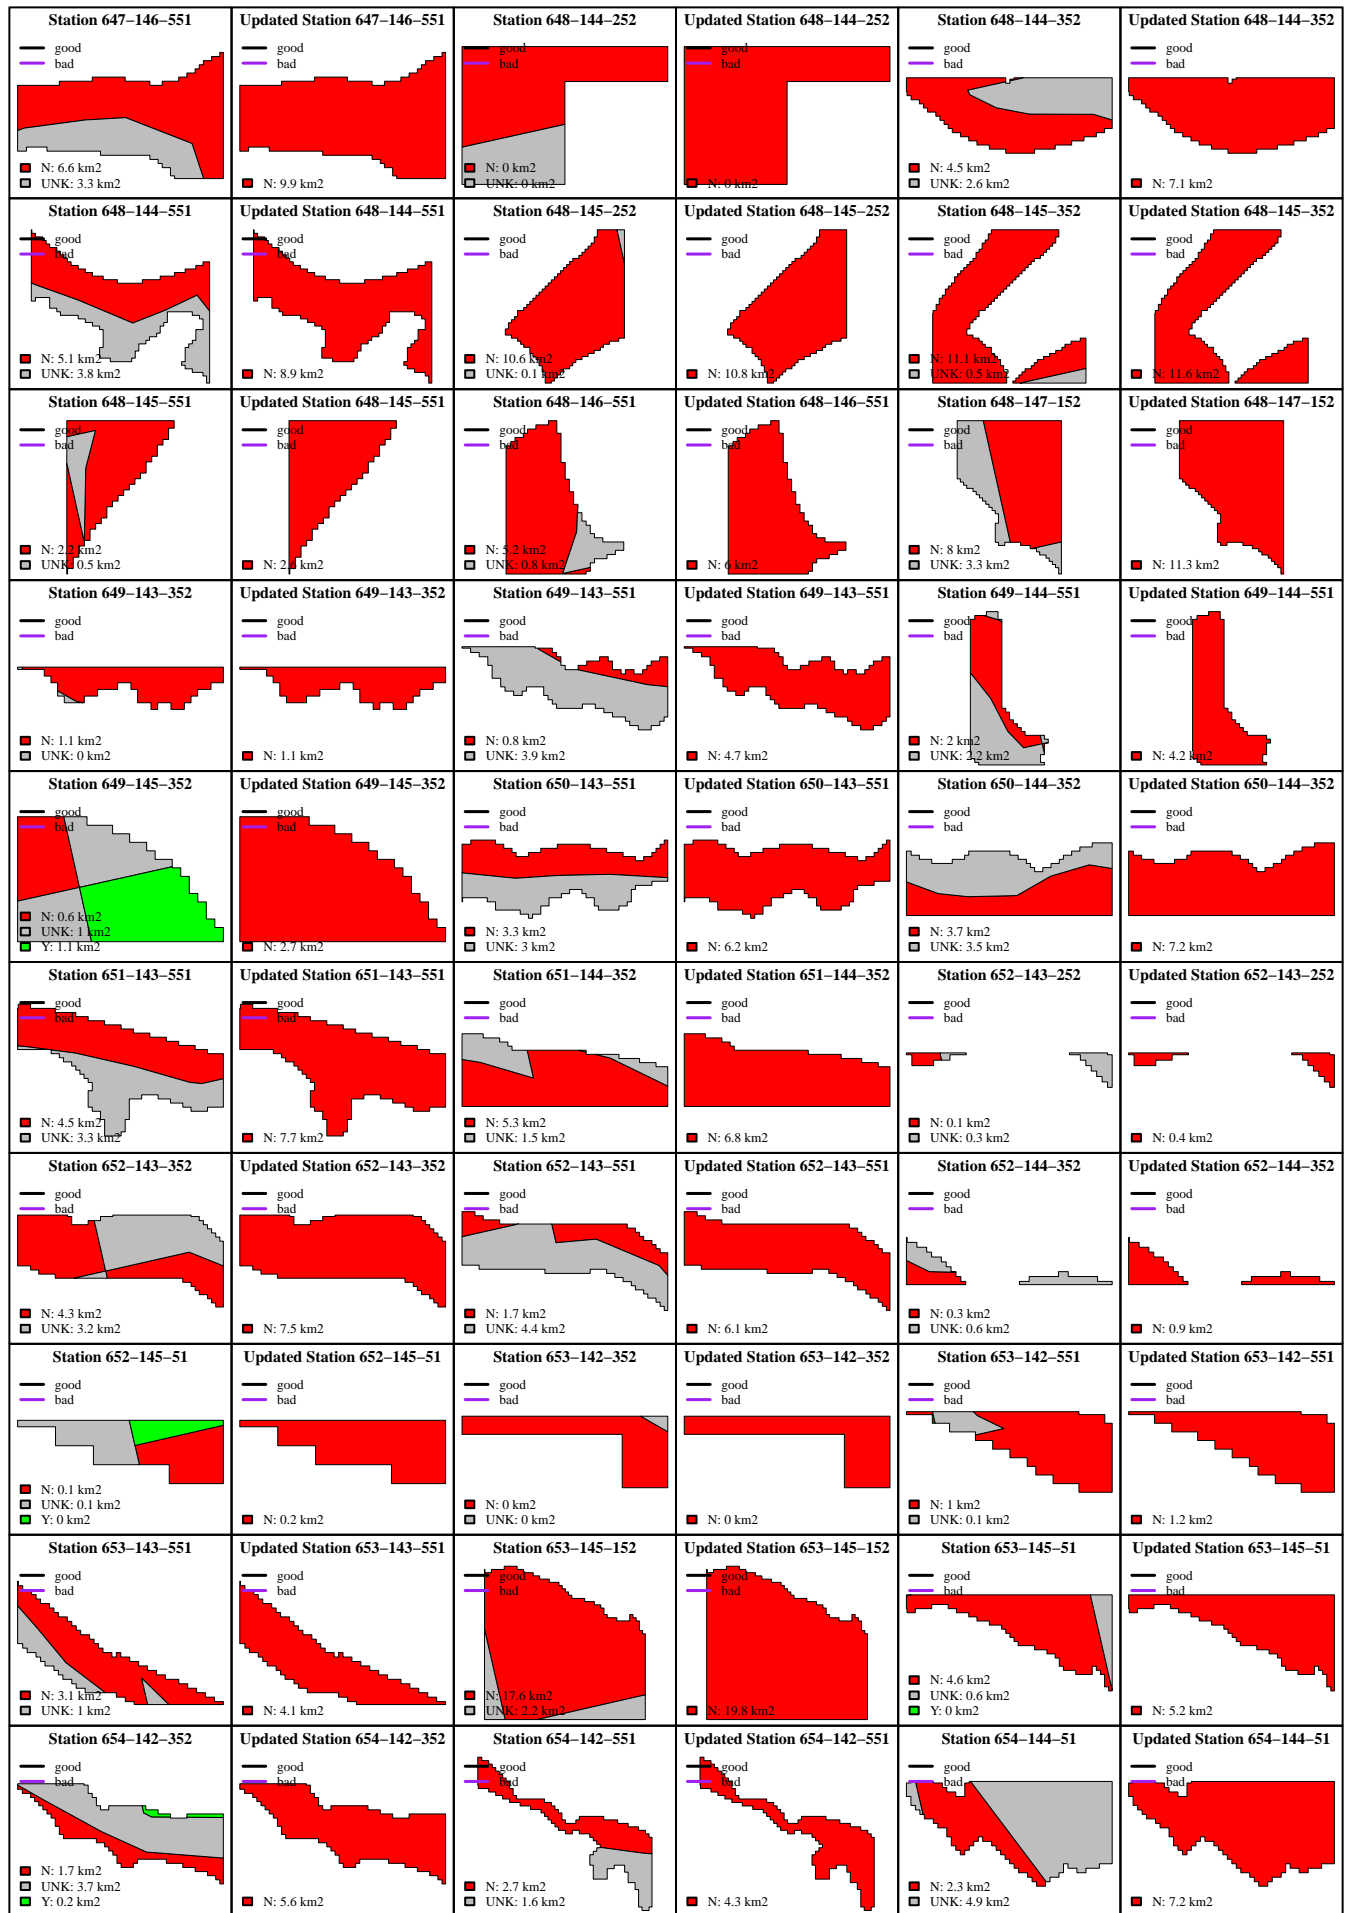 Station 647−146−551
good
bad
N: 6.6 km2
UNK: 3.3 km2
Updated Station 647−146−551
good
bad
N: 9.9 km2
Station 648−144−252
good
bad
N: 0 km2
UNK: 0 km2
Updated Station 648−144−252
good
bad
N: 0 km2
Station 648−144−352
good
bad
N: 4.5 km2
UNK: 2.6 km2
Updated Station 648−144−352
good
bad
N: 7.1 km2
Station 648−144−551
good
bad
N: 5.1 km2
UNK: 3.8 km2
Updated Station 648−144−551
good
bad
N: 8.9 km2
Station 648−145−252
good
bad
N: 10.6 km2
UNK: 0.1 km2
Updated Station 648−145−252
good
bad
N: 10.8 km2
Station 648−145−352
good
bad
N: 11.1 km2
UNK: 0.5 km2
Updated Station 648−145−352
good
bad
N: 11.6 km2
Station 648−145−551
good
bad
N: 2.2 km2
UNK: 0.5 km2
Updated Station 648−145−551
good
bad
N: km2
Station 648−146−551
good
bad
N: 5.2 km2
UNK: 0.8 km2
Updated Station 648−146−551
good
bad
N: 6 km2
Station 648−147−152
good
bad
N: 8 km2
UNK: 3.3 km2
Updated Station 648−147−152
good
bad
N: 11.3 km2
Station 649−143−352
good
bad
N: 1.1 km2
UNK: 0 km2
Updated Station 649−143−352
good
bad
N: 1.1 km2
Station 649−143−551
good
bad
N: 0.8 km2
UNK: 3.9 km2
Updated Station 649−143−551
good
bad
N: 4.7 km2
Station 649−144−551
good
bad
N: 2 km2
UNK: 2.2 km2
Updated Station 649−144−551
good
bad
N: 4.2 km2
Station 649−145−352
good
bad
N: 0.6 km2
UNK: 1 km2
Y: 1.1 km2
Updated Station 649−145−352
good
bad
N: 2.7 km2
Station 650−143−551
good
bad
N: 3.3 km2
UNK: 3 km2
Updated Station 650−143−551
good
bad
N: 6.2 km2
Station 650−144−352
good
bad
N: 3.7 km2
UNK: 3.5 km2
Updated Station 650−144−352
good
bad
N: 7.2 km2
Station 651−143−551
good
bad
N: 4.5 km2
UNK: 3.3 km2
Updated Station 651−143−551
good
bad
N: 7.7 km2
Station 651−144−352
good
bad
N: 5.3 km2
UNK: 1.5 km2
Updated Station 651−144−352
good
bad
N: 6.8 km2
Station 652−143−252
good
bad
N: 0.1 km2
UNK: 0.3 km2
Updated Station 652−143−252
good
bad
N: 0.4 km2
Station 652−143−352
good
bad
N: 4.3 km2
UNK: 3.2 km2
Updated Station 652−143−352
good
bad
N: 7.5 km2
Station 652−143−551
good
bad
N: 1.7 km2
UNK: 4.4 km2
Updated Station 652−143−551
good
bad
N: 6.1 km2
Station 652−144−352
good
bad
N: 0.3 km2
UNK: 0.6 km2
Updated Station 652−144−352
good
bad
N: 0.9 km2
Station 652−145−51
good
bad
N: 0.1 km2
UNK: 0.1 km2
Y: 0 km2
Updated Station 652−145−51
good
bad
N: 0.2 km2
Station 653−142−352
good
bad
N: 0 km2
UNK: 0 km2
Updated Station 653−142−352
good
bad
N: 0 km2
Station 653−142−551
good
bad
N: 1 km2
UNK: 0.1 km2
Updated Station 653−142−551
good
bad
N: 1.2 km2
Station 653−143−551
good
bad
N: 3.1 km2
UNK: 1 km2
Updated Station 653−143−551
good
bad
N: 4.1 km2
Station 653−145−152
good
bad
N: 17.6 km2
UNK: 2.2 km2
Updated Station 653−145−152
good
bad
N: 19.8 km2
Station 653−145−51
good
bad
N: 4.6 km2
UNK: 0.6 km2
Y: 0 km2
Updated Station 653−145−51
good
bad
N: 5.2 km2
Station 654−142−352
good
bad
N: 1.7 km2
UNK: 3.7 km2
Y: 0.2 km2
Updated Station 654−142−352
good
bad
N: 5.6 km2
Station 654−142−551
good
bad
N: 2.7 km2
UNK: 1.6 km2
Updated Station 654−142−551
good
bad
N: 4.3 km2
Station 654−144−51
good
bad
N: 2.3 km2
UNK: 4.9 km2
Updated Station 654−144−51
good
bad
N: 7.2 km2